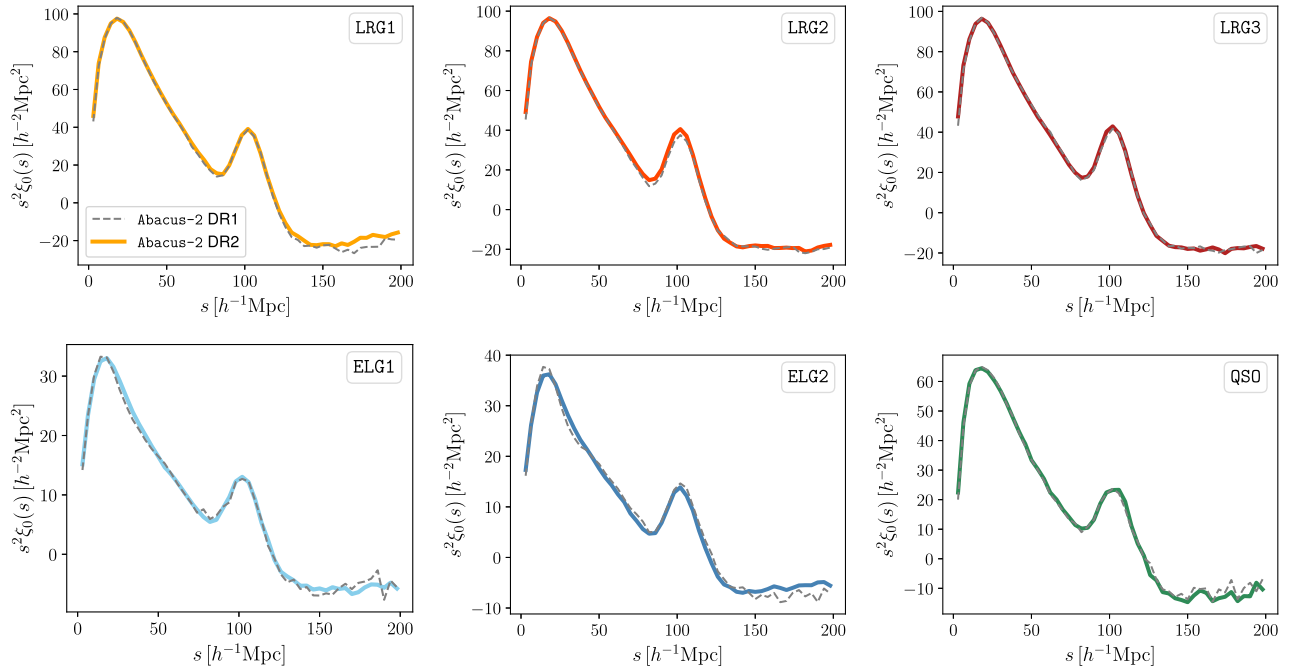 LRG1
100
80
60
40
20
0
−20
s²ξ₀(s) [h⁻²Mpc²]
Abacus-2 DR1
Abacus-2 DR2
0 50 100 150 200
s [h⁻¹Mpc]
LRG2
100
80
60
40
20
0
−20
s²ξ₀(s) [h⁻²Mpc²]
0 50 100 150 200
s [h⁻¹Mpc]
LRG3
100
80
60
40
20
0
−20
s²ξ₀(s) [h⁻²Mpc²]
0 50 100 150 200
s [h⁻¹Mpc]
ELG1
30
20
10
0
s²ξ₀(s) [h⁻²Mpc²]
0 50 100 150 200
s [h⁻¹Mpc]
ELG2
40
30
20
10
0
−10
s²ξ₀(s) [h⁻²Mpc²]
0 50 100 150 200
s [h⁻¹Mpc]
QSO
60
50
40
30
20
10
0
−10
s²ξ₀(s) [h⁻²Mpc²]
0 50 100 150 200
s [h⁻¹Mpc]